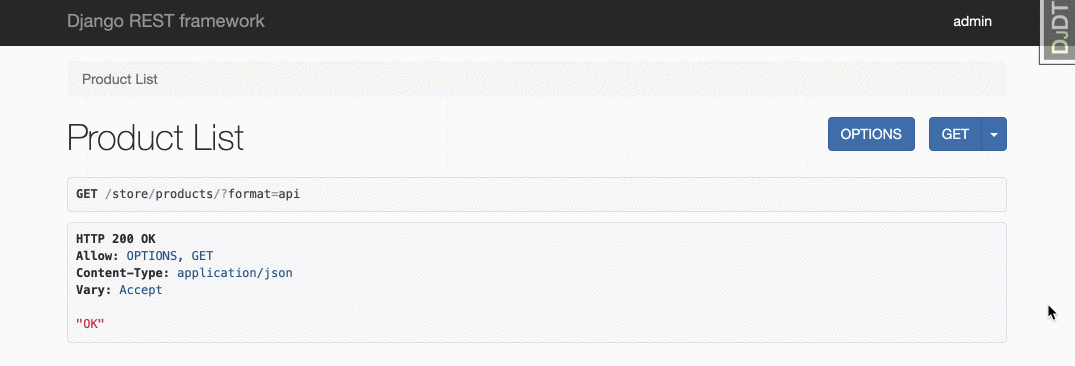 Django REST framework
admin
DJDT
Product List
Product List
OPTIONS
GET
GET /store/products/?format=api
HTTP 200 OK
Allow: OPTIONS, GET
Content-Type: application/json
Vary: Accept
"OK"